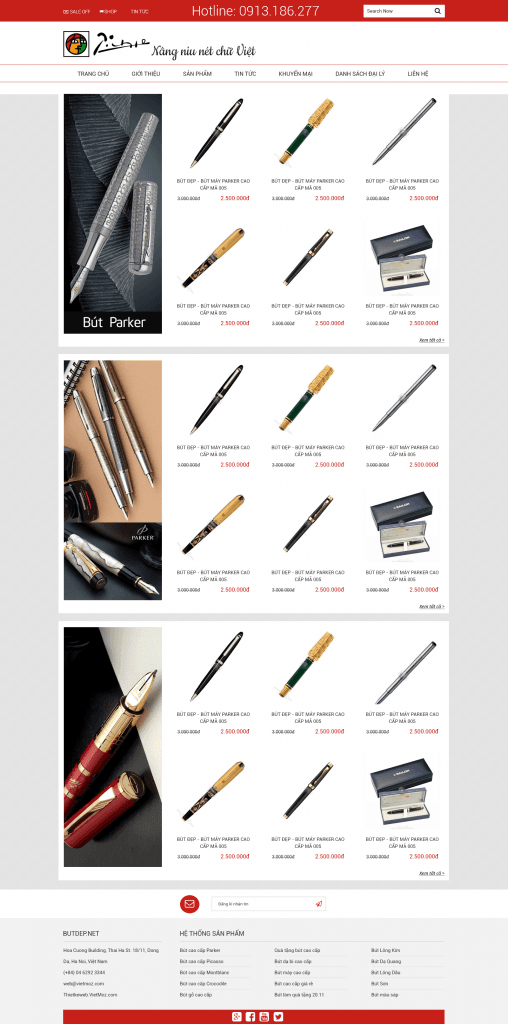 SALE OFF
SHOP
TIN TỨC
Hotline: 0913.186.277
Search Now
Nâng niu nét chữ Việt
TRANG CHỦ
GIỚI THIỆU
SẢN PHẨM
TIN TỨC
KHUYẾN MẠI
DANH SÁCH ĐẠI LÝ
LIÊN HỆ
Bút Parker
BÚT ĐẸP - BÚT MÁY PARKER CAO
CẤP MÃ 005
3.000.000đ 2.500.000đ
BÚT ĐẸP - BÚT MÁY PARKER CAO
CẤP MÃ 005
3.000.000đ 2.500.000đ
BÚT ĐẸP - BÚT MÁY PARKER CAO
CẤP MÃ 005
3.000.000đ 2.500.000đ
BÚT ĐẸP - BÚT MÁY PARKER CAO
CẤP MÃ 005
3.000.000đ 2.500.000đ
BÚT ĐẸP - BÚT MÁY PARKER CAO
CẤP MÃ 005
3.000.000đ 2.500.000đ
BÚT ĐẸP - BÚT MÁY PARKER CAO
CẤP MÃ 005
3.000.000đ 2.500.000đ
Xem tất cả »
PARKER
BÚT ĐẸP - BÚT MÁY PARKER CAO
CẤP MÃ 005
3.000.000đ 2.500.000đ
BÚT ĐẸP - BÚT MÁY PARKER CAO
CẤP MÃ 005
3.000.000đ 2.500.000đ
BÚT ĐẸP - BÚT MÁY PARKER CAO
CẤP MÃ 005
3.000.000đ 2.500.000đ
BÚT ĐẸP - BÚT MÁY PARKER CAO
CẤP MÃ 005
3.000.000đ 2.500.000đ
BÚT ĐẸP - BÚT MÁY PARKER CAO
CẤP MÃ 005
3.000.000đ 2.500.000đ
BÚT ĐẸP - BÚT MÁY PARKER CAO
CẤP MÃ 005
3.000.000đ 2.500.000đ
Xem tất cả »
BÚT ĐẸP - BÚT MÁY PARKER CAO
CẤP MÃ 005
3.000.000đ 2.500.000đ
BÚT ĐẸP - BÚT MÁY PARKER CAO
CẤP MÃ 005
3.000.000đ 2.500.000đ
BÚT ĐẸP - BÚT MÁY PARKER CAO
CẤP MÃ 005
3.000.000đ 2.500.000đ
BÚT ĐẸP - BÚT MÁY PARKER CAO
CẤP MÃ 005
3.000.000đ 2.500.000đ
BÚT ĐẸP - BÚT MÁY PARKER CAO
CẤP MÃ 005
3.000.000đ 2.500.000đ
BÚT ĐẸP - BÚT MÁY PARKER CAO
CẤP MÃ 005
3.000.000đ 2.500.000đ
Xem tất cả »
Đăng kí nhận tin
BUTDEP.NET
Hoa Cuong Building, Thai Ha St. 18/11, Dong
Da, Ha Noi, Việt Nam
(+84) 04 6292 3344
web@vietmoz.com
Thietkeweb.VietMoz.com
HỆ THỐNG SẢN PHẨM
Bút cao cấp Parker
Bút cao cấp Picasso
Bút cao cấp Montblanc
Bút cao cấp Crocodile
Bút gỗ cao cấp
Quà tặng bút cao cấp
Bút dạ bi cao cấp
Bút máy cao cấp
Bút cao cấp giá rẻ
Bút làm quà tặng 20.11
Bút Lông Kim
Bút Dạ Quang
Bút Lông Dầu
Bút Sơn
Bút màu sáp